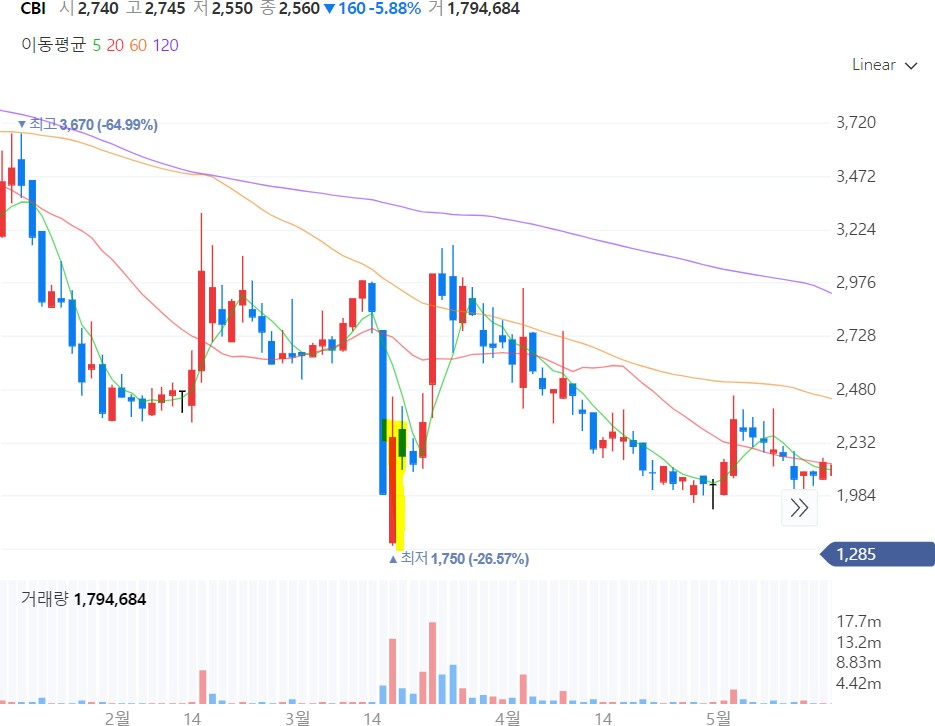 CBI 시 2,740 고 2,745 저 2,550 종 2,560 ▼160 -5.88% 거 1,794,684
이동평균 5 20 60 120
Linear
▼ 최고 3,670 (-64.99%)
3,720
3,472
3,224
2,976
2,728
2,480
2,232
1,984
▲ 최저 1,750 (-26.57%)
1,285
거래량 1,794,684
17.7m
13.2m
8.83m
4.42m
2월 14 3월 14 4월 14 5월